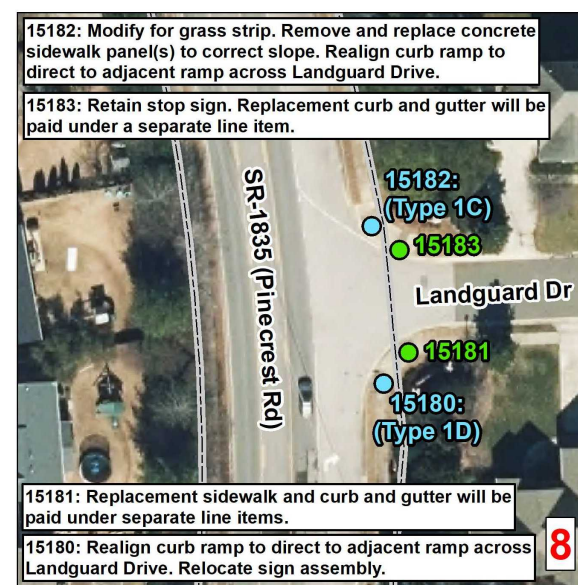 15182: Modify for grass strip. Remove and replace concrete
sidewalk panel(s) to correct slope. Realign curb ramp to
direct to adjacent ramp across Landguard Drive.
15183: Retain stop sign. Replacement curb and gutter will be
paid under a separate line item.
15182:
(Type 1C)
15183
SR-1835 (Pinecrest Rd)
Landguard Dr
15181
15180:
(Type 1D)
15181: Replacement sidewalk and curb and gutter will be
paid under separate line items.
15180: Realign curb ramp to direct to adjacent ramp across
Landguard Drive. Relocate sign assembly.
8